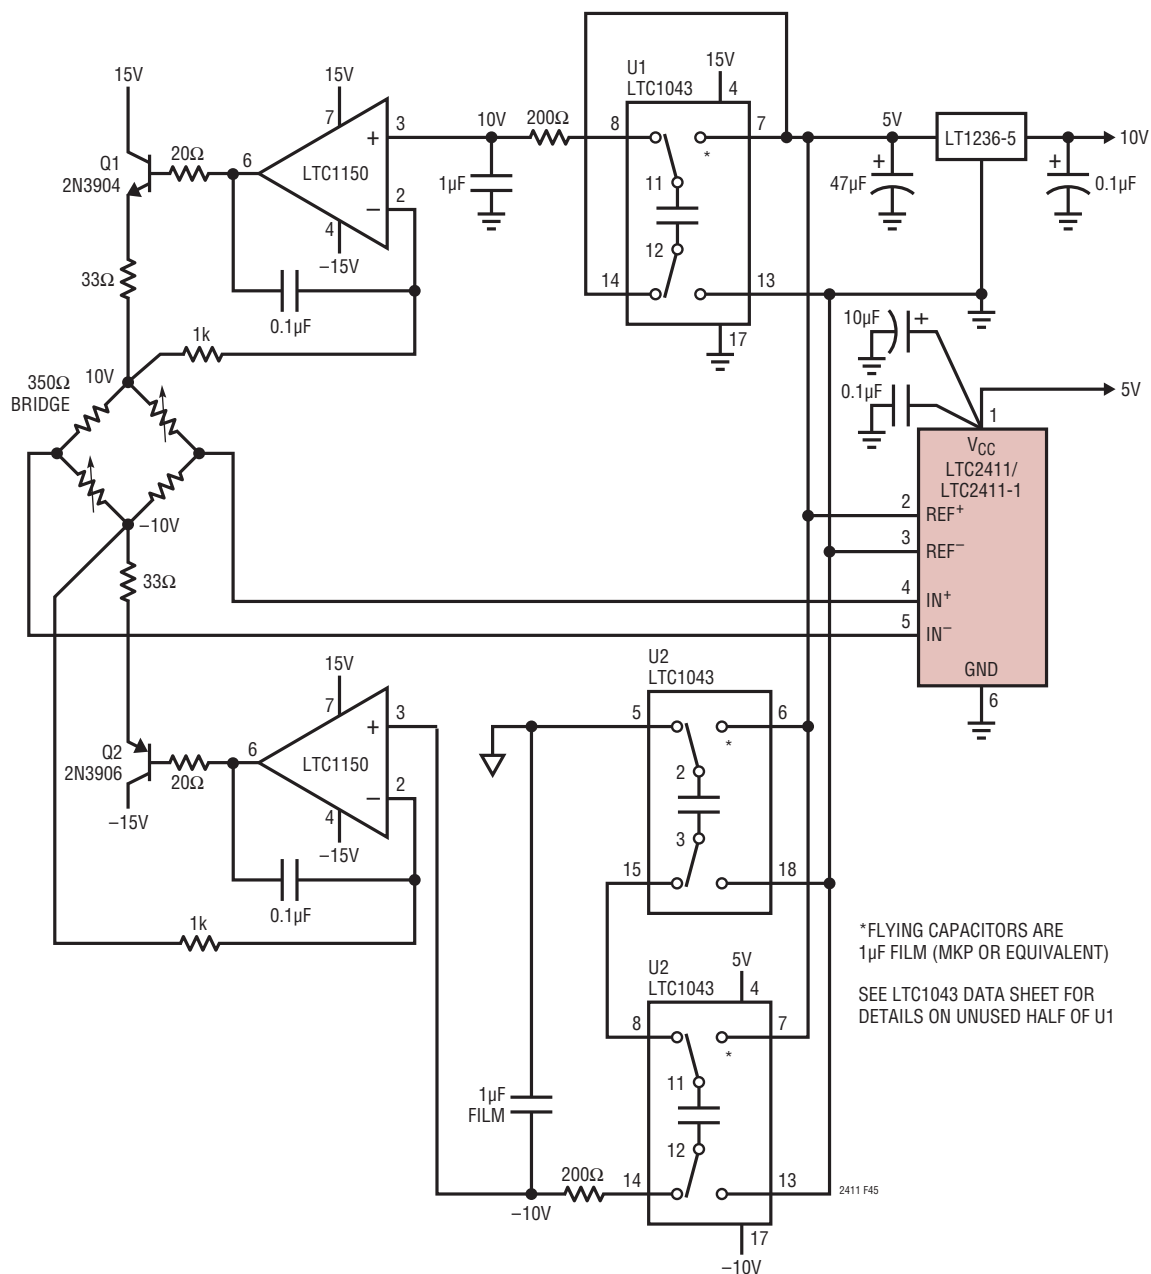 15V
Q1
2N3904
20Ω
6
15V
7
LTC1150
+
3
−
2
4
−15V
0.1µF
10V
200Ω
1µF
U1
LTC1043
15V
4
8
7
*
11
12
14
13
17
5V
+
47µF
LT1236-5
10V
+
0.1µF
33Ω
1k
10V
350Ω
BRIDGE
−10V
33Ω
10µF
+
0.1µF
5V
1
VCC
LTC2411/
LTC2411-1
2
REF+
3
REF−
4
IN+
5
IN−
GND
6
Q2
2N3906
−15V
20Ω
6
15V
7
LTC1150
+
3
−
2
4
−15V
0.1µF
1k
U2
LTC1043
5
6
*
2
3
15
18
U2
LTC1043
5V
4
8
7
*
11
12
14
13
17
−10V
1µF
FILM
200Ω
−10V
2411 F45
*FLYING CAPACITORS ARE
1µF FILM (MKP OR EQUIVALENT)
SEE LTC1043 DATA SHEET FOR
DETAILS ON UNUSED HALF OF U1